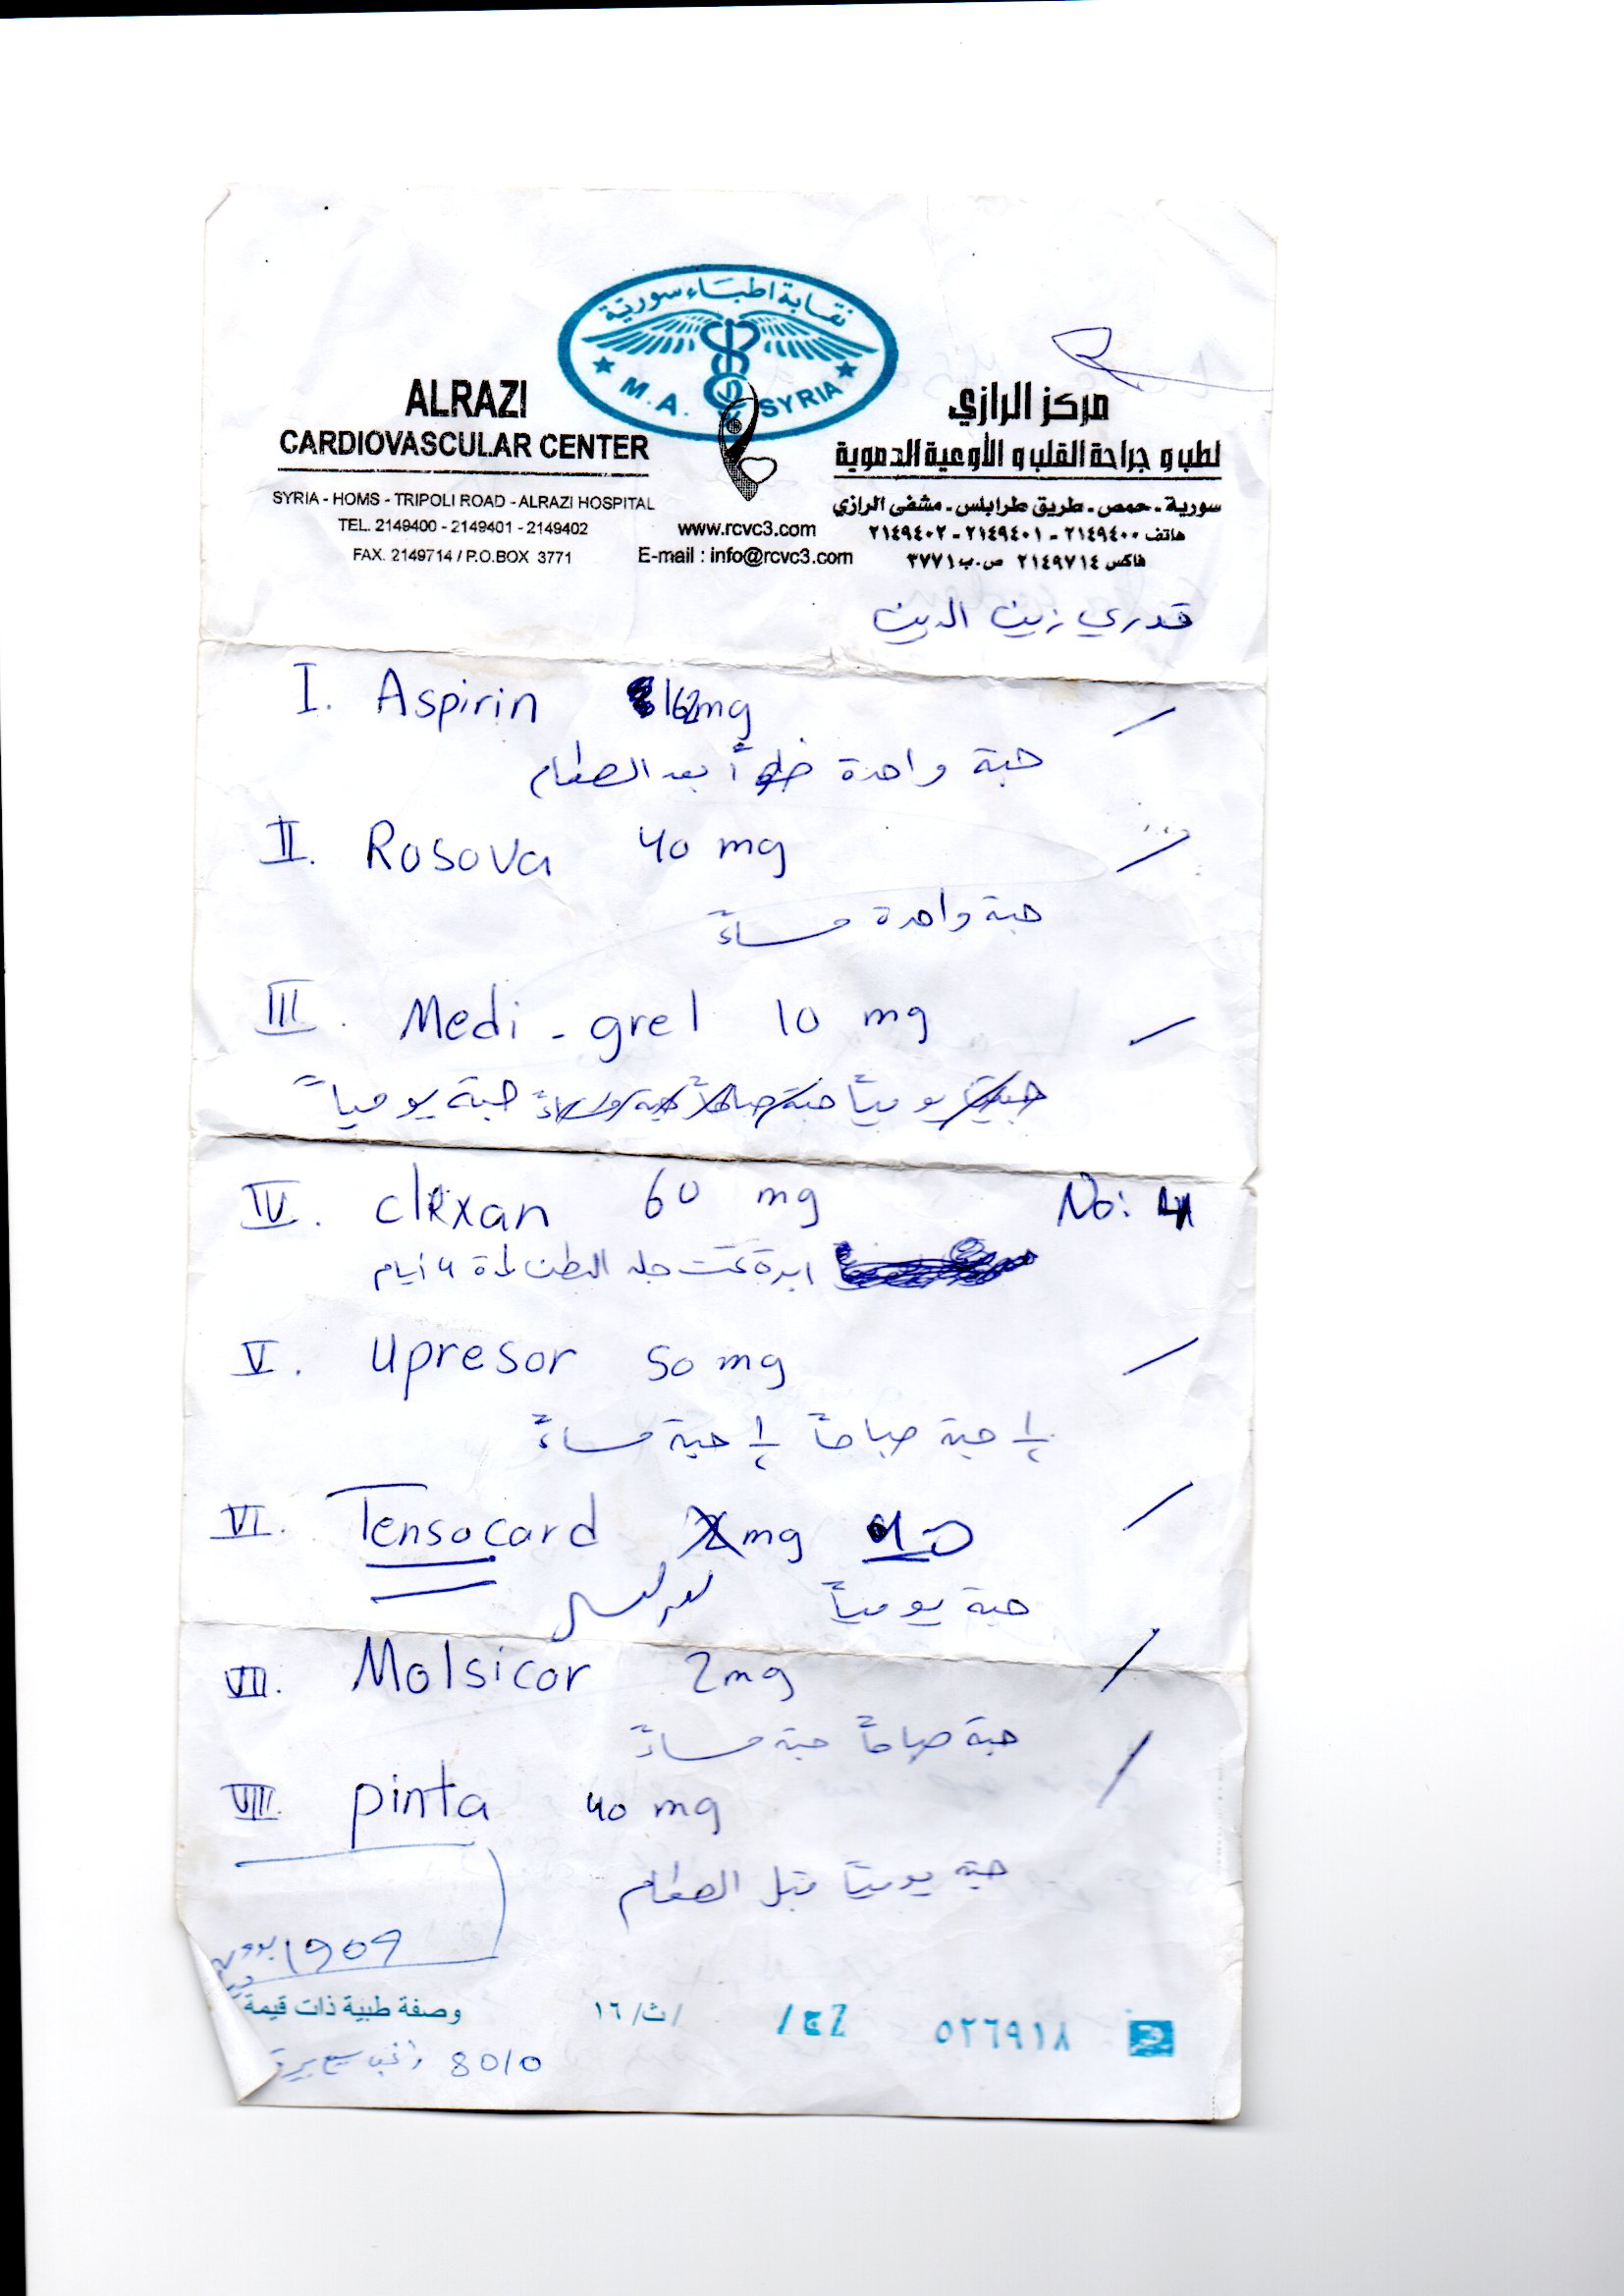 نقابة اطباء سورية
M. A. SYRIA
ALRAZI
CARDIOVASCULAR CENTER
SYRIA - HOMS - TRIPOLI ROAD - ALRAZI HOSPITAL
TEL. 2149400 - 2149401 - 2149402
FAX. 2149714 / P.O.BOX 3771
www.rcvc3.com
E-mail : info@rcvc3.com
مركز الرازي
لطب و جراحة القلب و الأوعية الدموية
سورية - حمص - طريق طرابلس - مشفى الرازي
هاتف ٢١٤٩٤٠٠ - ٢١٤٩٤٠١ - ٢١٤٩٤٠٢
فاكس ٢١٤٩٧١٤ ص.ب ٣٧٧١
قدري زين الدين
I. Aspirin 162mg
حبة واحدة ظهراً بعد الطعام
II. Rosova 40 mg
حبة واحدة مساءً
III. Medi-grel 10 mg
حبة يومياً
IV. clexan 60 mg No: 4
ابرة تحت جلد البطن لمدة ٤ أيام
V. Upresor 50 mg
½ حبة صباحاً ½ حبة مساءً
VI. Tensocard mg
حبة يومياً
VII. Molsicor 2mg
حبة صباحاً حبة مساءً
VIII. pinta 40 mg
حبة يومياً قبل الطعام
1909
وصفة طبية ذات قيمة
١٦/ث/
/ج2
٥٢٦٩١٨
8010